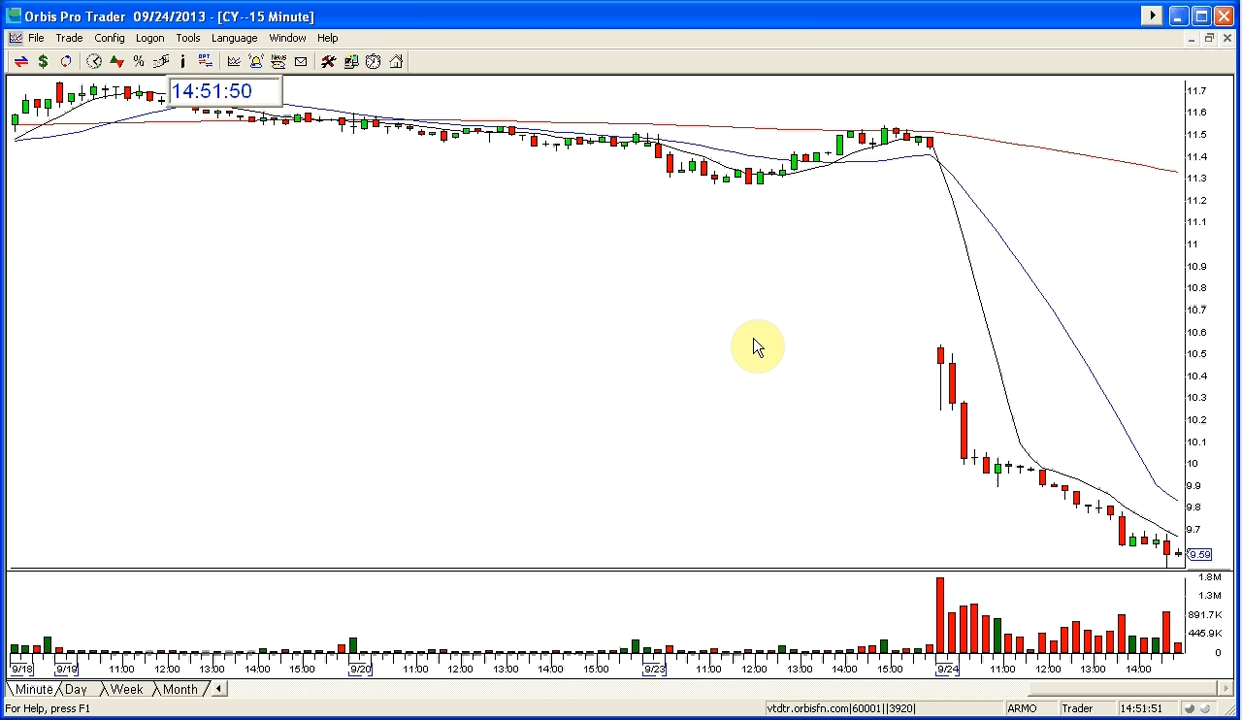 Orbis Pro Trader 09/24/2013 - [CY--15 Minute]
File Trade Config Logon Tools Language Window Help
14:51:50
11.7
11.6
11.5
11.4
11.3
11.2
11.1
11
10.9
10.8
10.7
10.6
10.5
10.4
10.3
10.2
10.1
10
9.9
9.8
9.7
9.59
1.8M
1.3M
891.7K
445.9K
0
9/18 9/19 11:00 12:00 13:00 14:00 15:00 9/20 11:00 12:00 13:00 14:00 15:00 9/23 11:00 12:00 13:00 14:00 15:00 9/24 11:00 12:00 13:00 14:00
Minute Day Week Month
For Help, press F1 vtdtr.orbisfn.com|60001||3920| ARMO Trader 14:51:51